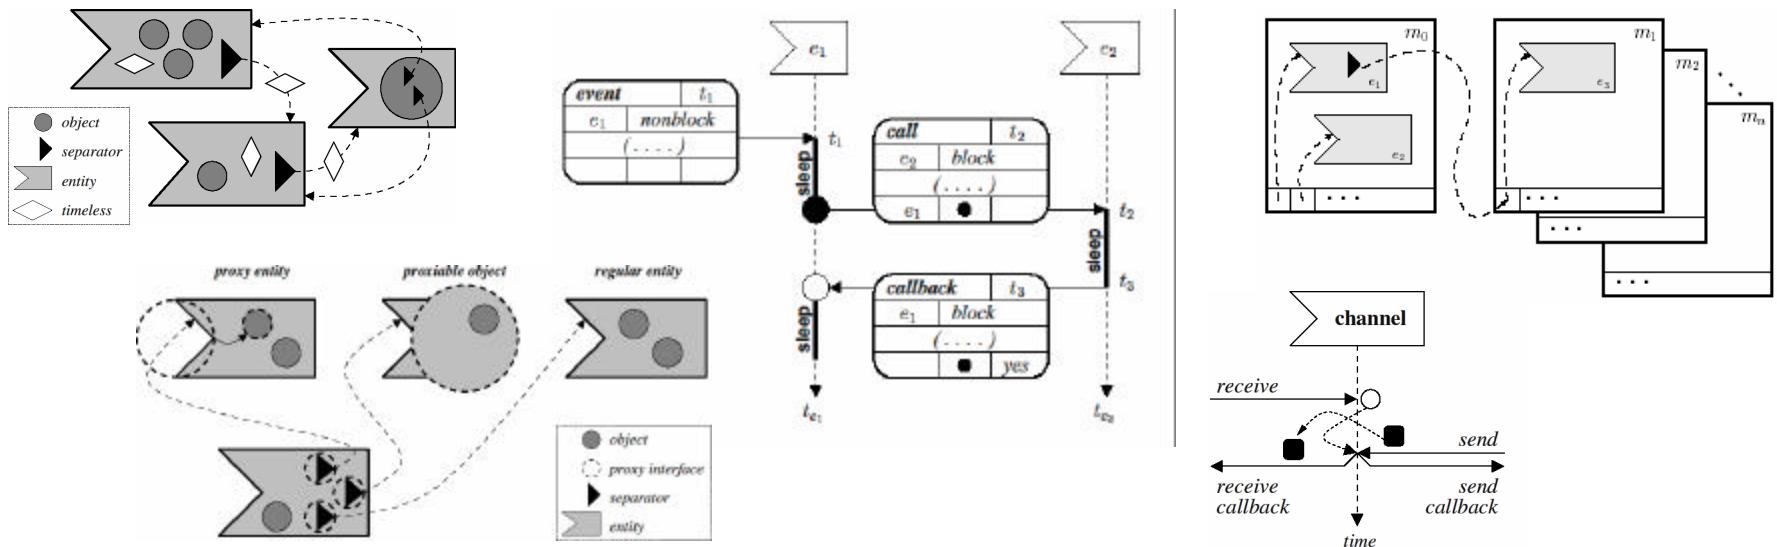 object
separator
entity
timeless
proxy entity
proxiable object
regular entity
object
proxy interface
separator
entity
e₁
e₂
event t₁
e₁ nonblock
(....)
t₁
sleep
call t₂
e₂ block
(....)
e₁
t₂
sleep
t₃
callback t₃
e₁ block
(....)
yes
sleep
tₑ₁
tₑ₂
m₀
e₁
e₂
...
m₁
e₃
...
m₂
...
mₙ
...
channel
receive
send
receive
callback
send
callback
time